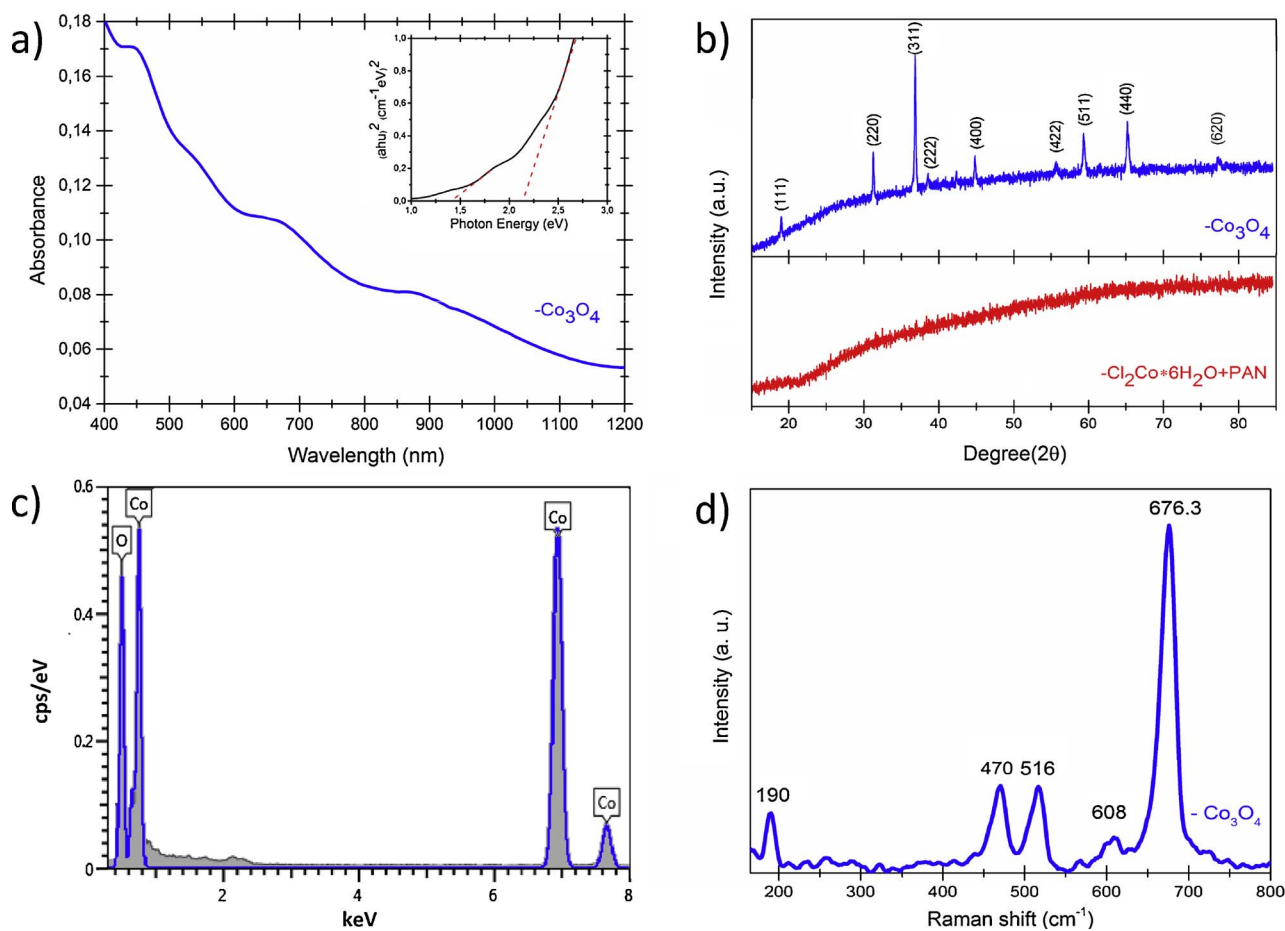 a)
0,18
0,16
0,14
0,12
0,10
0,08
0,06
0,04
Absorbance
400 500 600 700 800 900 1000 1100 1200
Wavelength (nm)
-Co3O4
1,0
0,8
0,6
0,4
0,2
0,0
(ahu)2 (cm-1eV)2
1,0 1,5 2,0 2,5 3,0
Photon Energy (eV)
b)
Intensity (a.u.)
(111)
(220)
(311)
(222)
(400)
(422)
(511)
(440)
(620)
-Co3O4
-Cl2Co*6H2O+PAN
20 30 40 50 60 70 80
Degree(2θ)
c)
0.6
0.4
0.2
0
cps/eV
O
Co
Co
Co
2 4 6 8
keV
d)
Intensity (a. u.)
190
470
516
608
676.3
- Co3O4
200 300 400 500 600 700 800
Raman shift (cm-1)